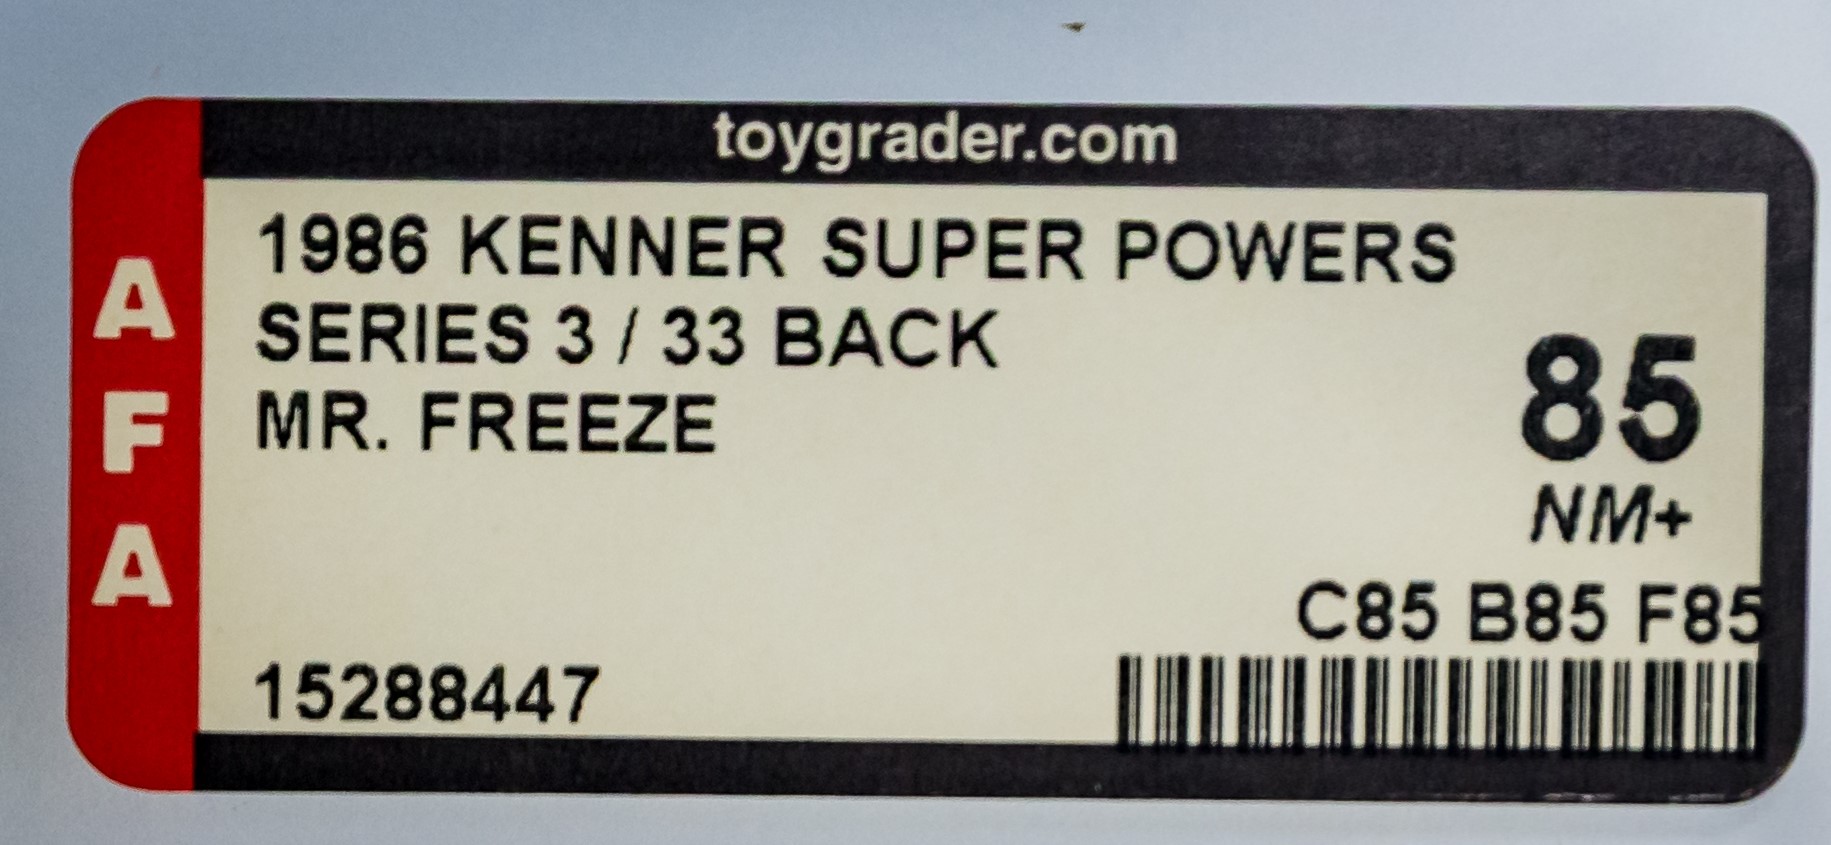 toygrader.com
AFA
1986 KENNER SUPER POWERS
SERIES 3 / 33 BACK
MR. FREEZE
85
NM+
C85 B85 F85
15288447